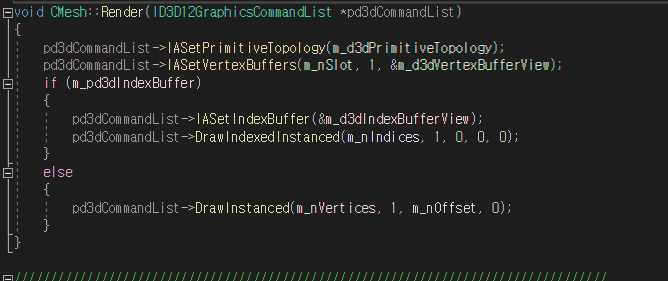 void CMesh::Render(ID3D12GraphicsCommandList *pd3dCommandList)
{
    pd3dCommandList->IASetPrimitiveTopology(m_d3dPrimitiveTopology);
    pd3dCommandList->IASetVertexBuffers(m_nSlot, 1, &m_d3dVertexBufferView);
    if (m_pd3dIndexBuffer)
    {
        pd3dCommandList->IASetIndexBuffer(&m_d3dIndexBufferView);
        pd3dCommandList->DrawIndexedInstanced(m_nIndices, 1, 0, 0, 0);
    }
    else
    {
        pd3dCommandList->DrawInstanced(m_nVertices, 1, m_nOffset, 0);
    }
}
/////////////////////////////////////////////////////////////////////////////////////